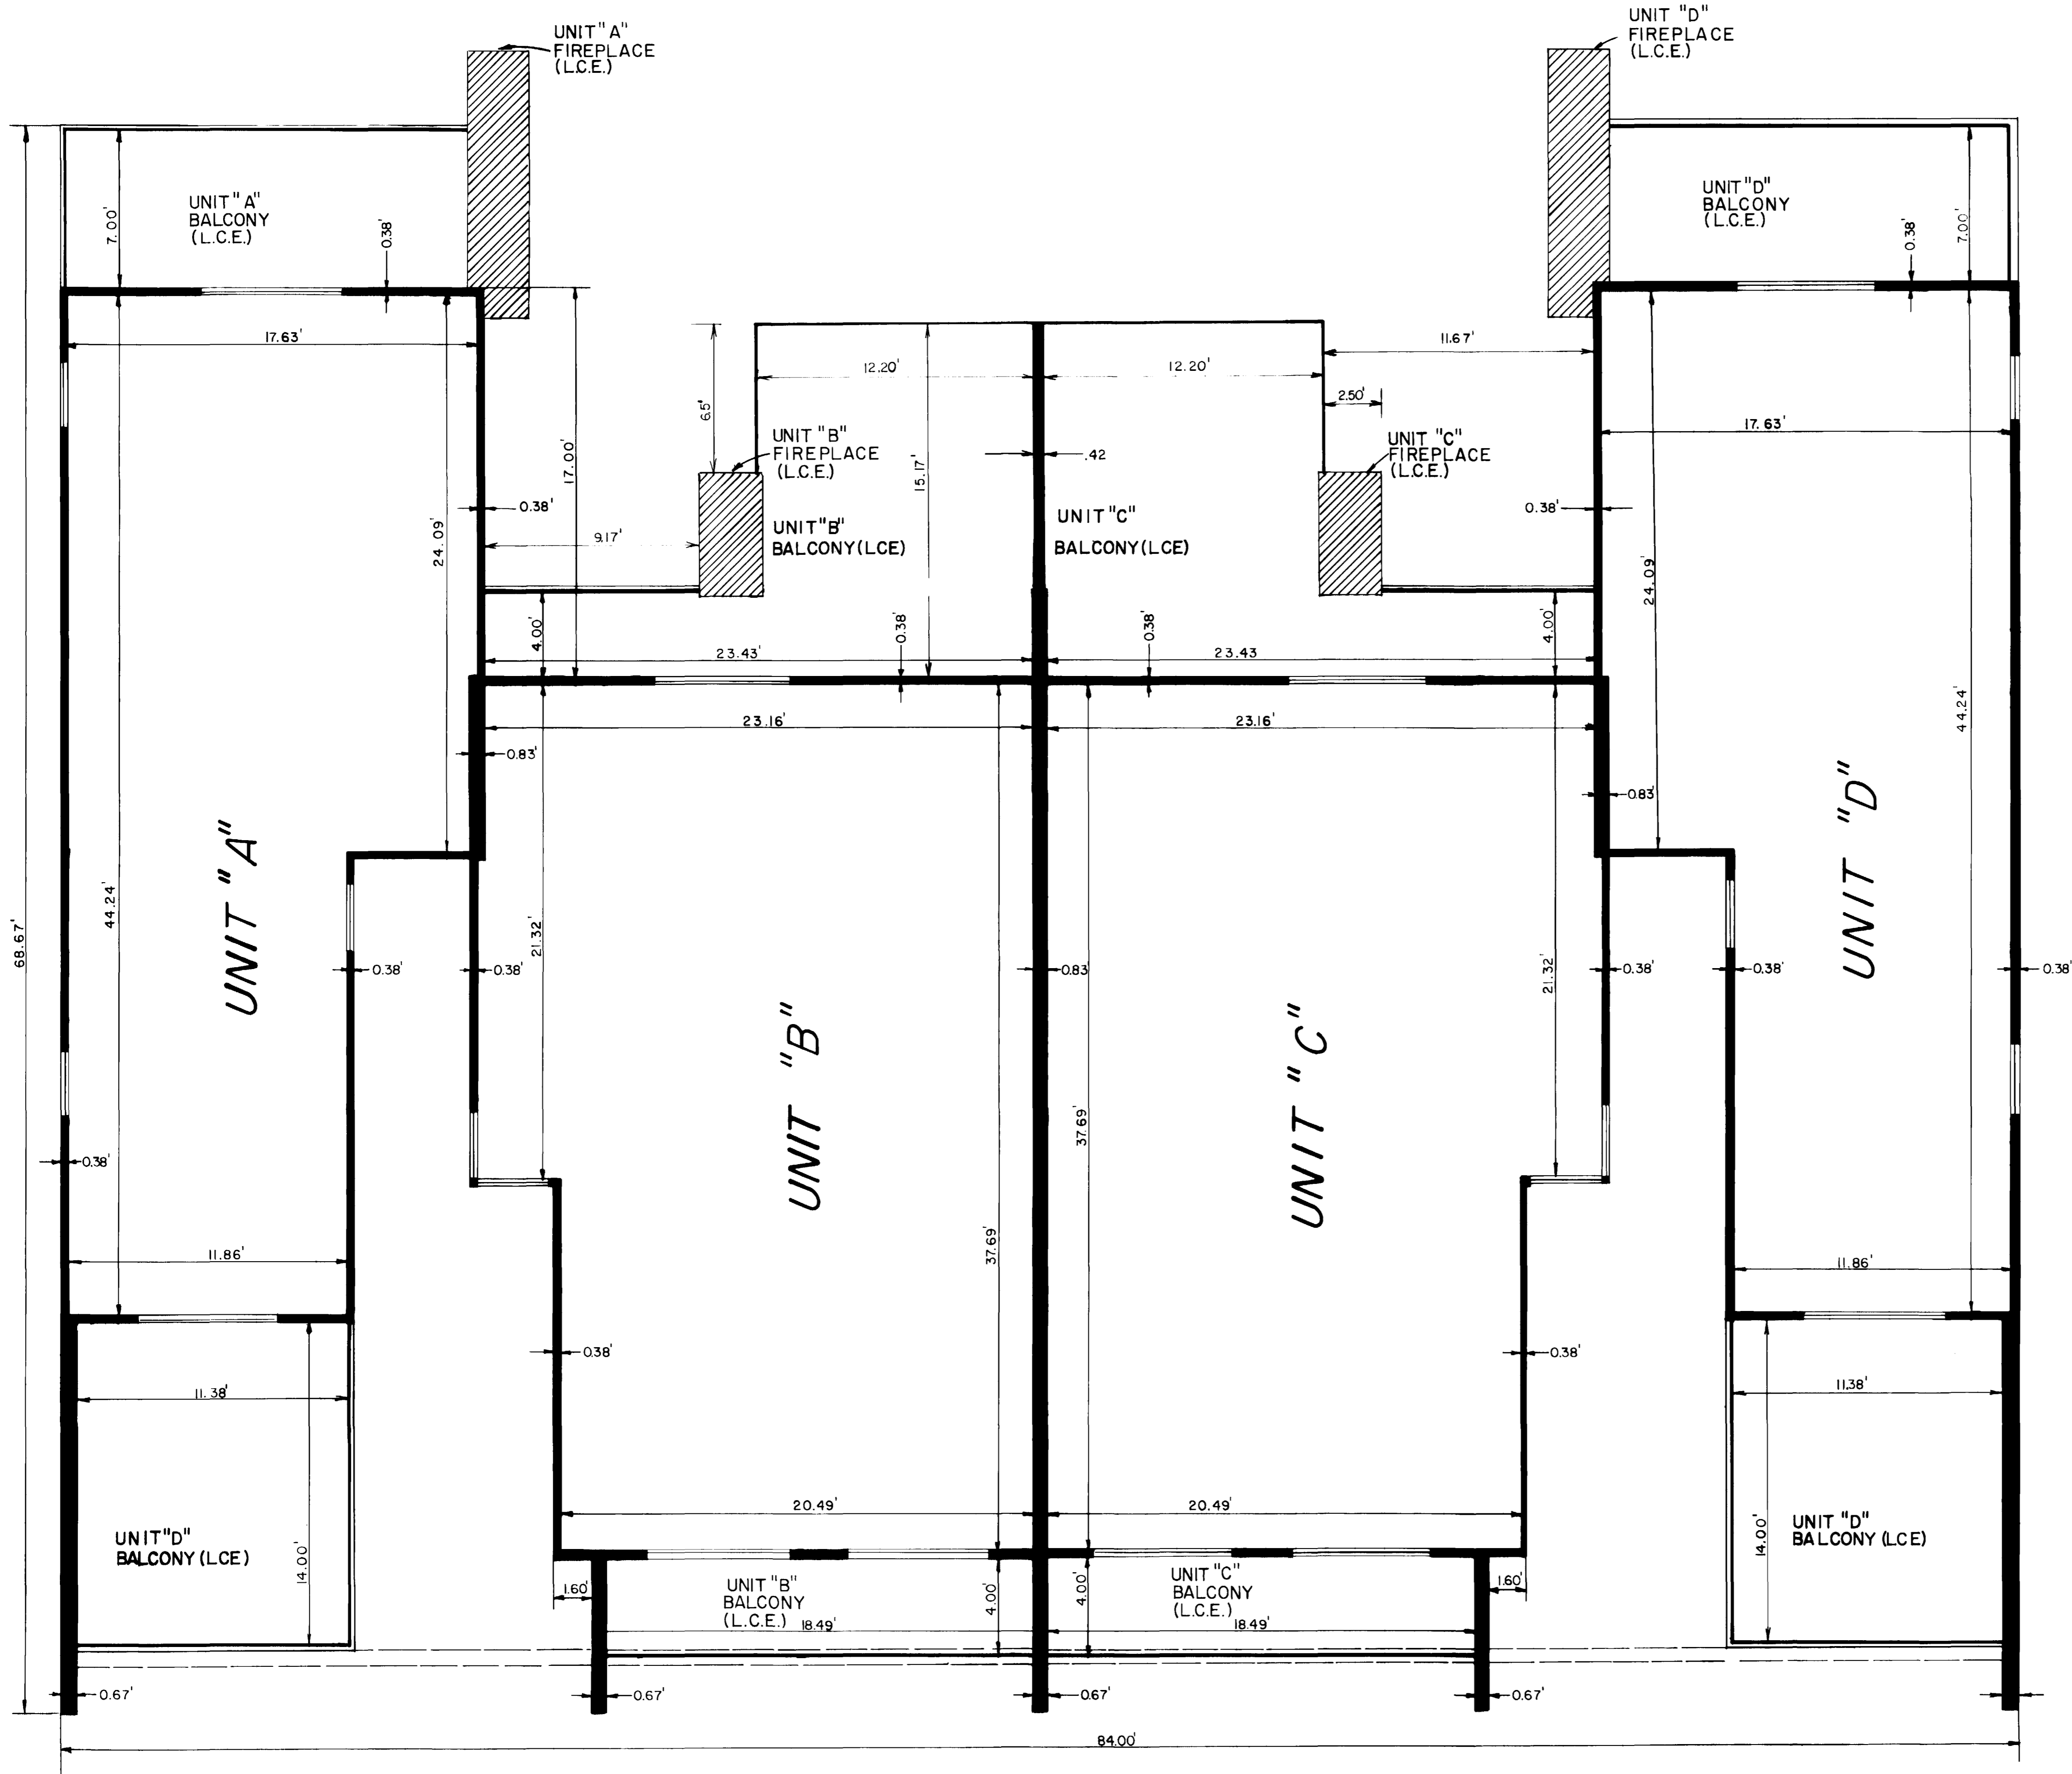 UNIT "A"
FIREPLACE
(L.C.E.)
UNIT "D"
FIREPLACE
(L.C.E.)
UNIT "A"
BALCONY
(L.C.E.)
7.00'
0.38'
UNIT "D"
BALCONY
(L.C.E.)
0.38'
7.00'
17.63'
12.20'
12.20'
11.67'
2.50'
6.5'
17.63'
UNIT "B"
FIREPLACE
(L.C.E.)
.42
UNIT "C"
FIREPLACE
(L.C.E.)
17.00'
15.17'
0.38'
0.38'
UNIT "B"
BALCONY (LCE)
UNIT "C"
BALCONY (LCE)
9.17'
24.09'
24.09'
4.00'
0.38'
0.38'
4.00'
23.43'
23.43
23.16'
23.16'
0.83'
0.83'
44.24'
44.24'
68.67'
UNIT "A"
UNIT "B"
UNIT "C"
UNIT "D"
21.32'
21.32'
0.38'
0.38'
0.83'
0.38'
0.38'
0.38'
37.69'
37.69'
0.38'
11.86'
11.86'
0.38'
0.38'
11.38'
11.38'
20.49'
20.49'
UNIT "D"
BALCONY (LCE)
14.00'
14.00'
UNIT "D"
BALCONY (LCE)
1.60'
UNIT "B"
BALCONY
(L.C.E.)
18.49'
4.00'
4.00'
UNIT "C"
BALCONY
(L.C.E.)
18.49'
1.60'
0.67'
0.67'
0.67'
0.67'
84.00'